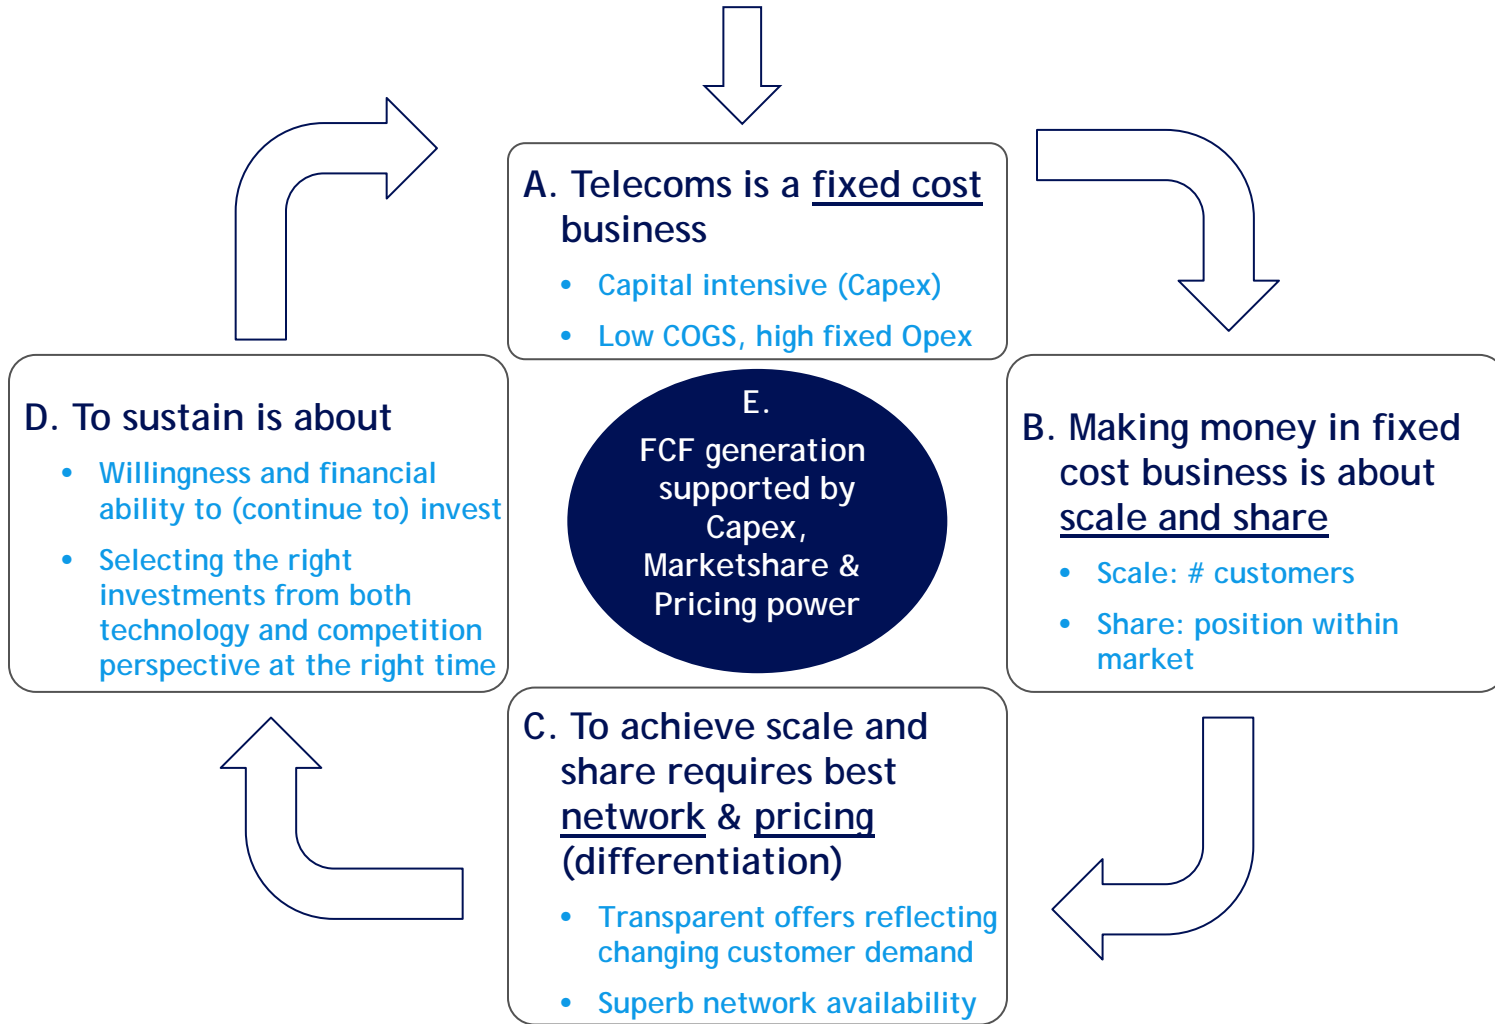 A. Telecoms is a fixed cost
business
• Capital intensive (Capex)
• Low COGS, high fixed Opex
B. Making money in fixed
cost business is about
scale and share
• Scale: # customers
• Share: position within
market
C. To achieve scale and
share requires best
network & pricing
(differentiation)
• Transparent offers reflecting
changing customer demand
• Superb network availability
D. To sustain is about
• Willingness and financial
ability to (continue to) invest
• Selecting the right
investments from both
technology and competition
perspective at the right time
E.
FCF generation
supported by
Capex,
Marketshare &
Pricing power